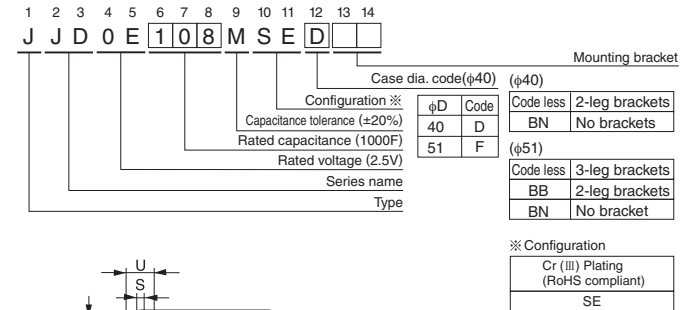 1 2 3 4 5 6 7 8 9 10 11 12 13 14
J J D 0 E 1 0 8 M S E D
Mounting bracket
Case dia. code(ϕ40)
Configuration ※
Capacitance tolerance (±20%)
Rated capacitance (1000F)
Rated voltage (2.5V)
Series name
Type
ϕD Code
40 D
51 F
(ϕ40)
Code less 2-leg brackets
BN No brackets
(ϕ51)
Code less 3-leg brackets
BB 2-leg brackets
BN No bracket
※Configuration
Cr (Ⅲ) Plating
(RoHS compliant)
SE
U
S